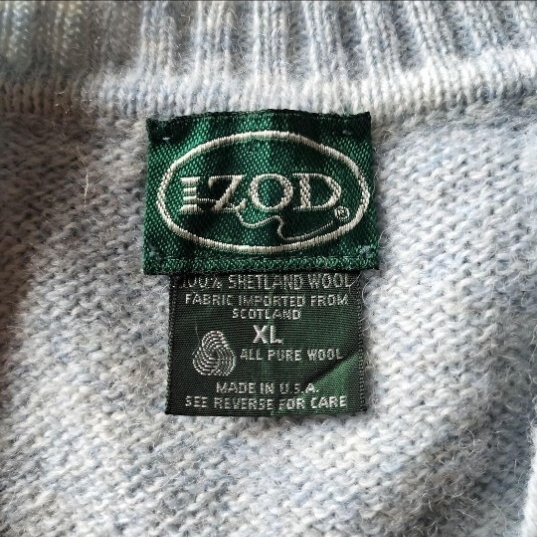 IZOD®
100% SHETLAND WOOL
FABRIC IMPORTED FROM
SCOTLAND
XL
ALL PURE WOOL
MADE IN U.S.A.
SEE REVERSE FOR CARE